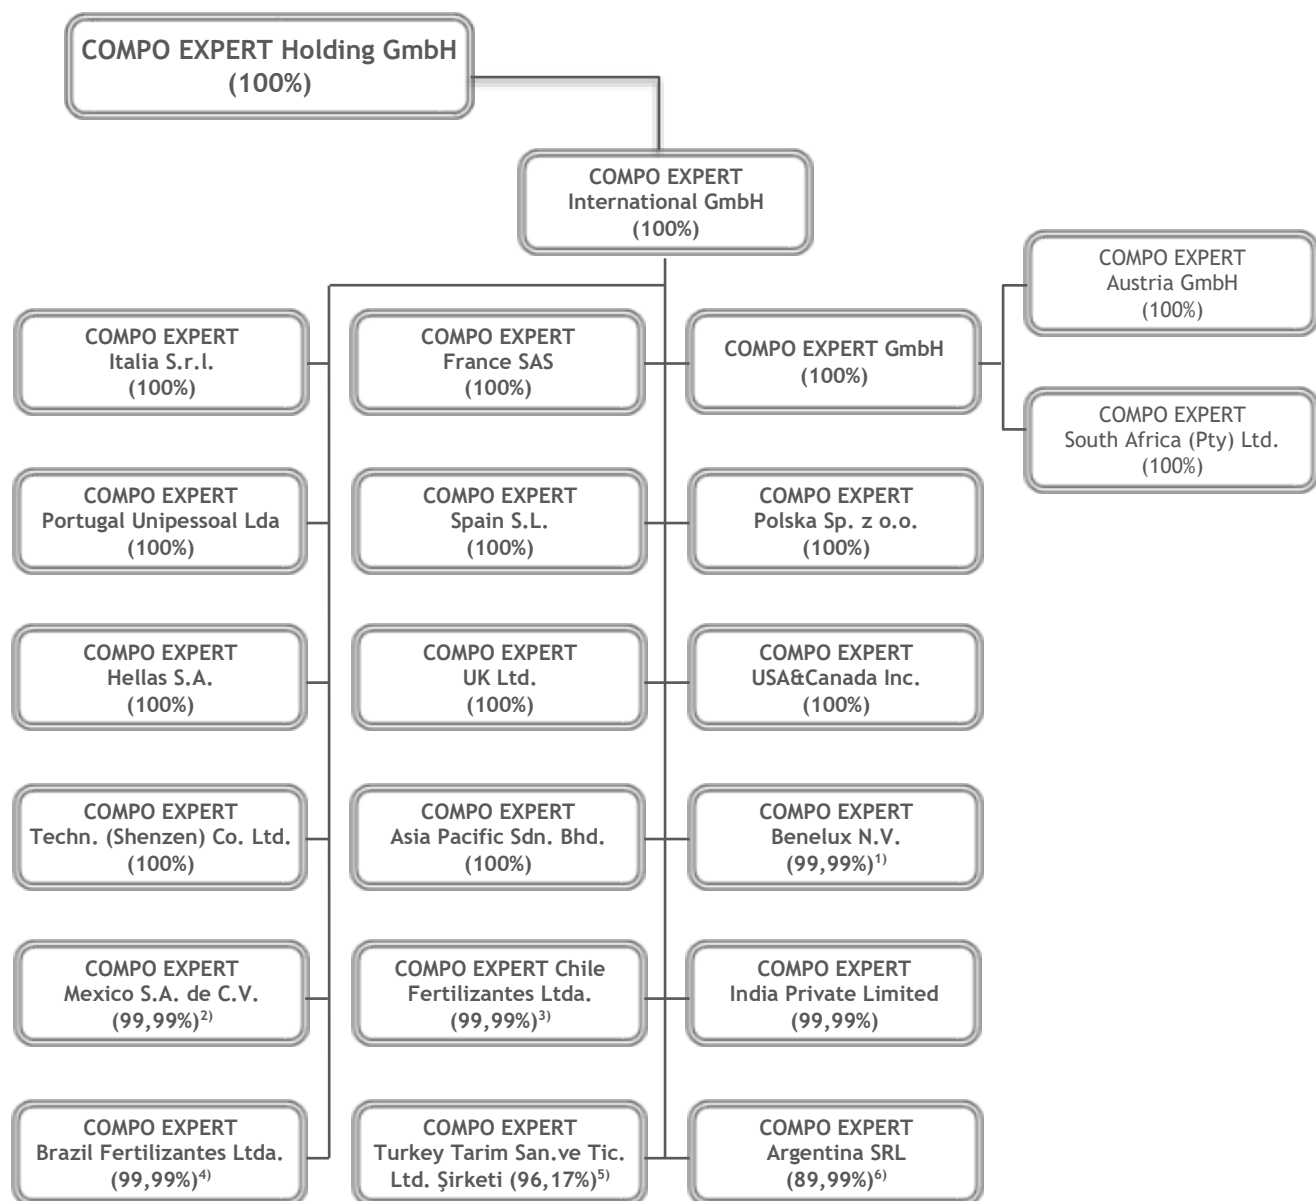 COMPO EXPERT Holding GmbH
(100%)
COMPO EXPERT
International GmbH
(100%)
COMPO EXPERT
Austria GmbH
(100%)
COMPO EXPERT
Italia S.r.l.
(100%)
COMPO EXPERT
France SAS
(100%)
COMPO EXPERT GmbH
(100%)
COMPO EXPERT
South Africa (Pty) Ltd.
(100%)
COMPO EXPERT
Portugal Unipessoal Lda
(100%)
COMPO EXPERT
Spain S.L.
(100%)
COMPO EXPERT
Polska Sp. z o.o.
(100%)
COMPO EXPERT
Hellas S.A.
(100%)
COMPO EXPERT
UK Ltd.
(100%)
COMPO EXPERT
USA&Canada Inc.
(100%)
COMPO EXPERT
Techn. (Shenzen) Co. Ltd.
(100%)
COMPO EXPERT
Asia Pacific Sdn. Bhd.
(100%)
COMPO EXPERT
Benelux N.V.
(99,99%)1)
COMPO EXPERT
Mexico S.A. de C.V.
(99,99%)2)
COMPO EXPERT Chile
Fertilizantes Ltda.
(99,99%)3)
COMPO EXPERT
India Private Limited
(99,99%)
COMPO EXPERT
Brazil Fertilizantes Ltda.
(99,99%)4)
COMPO EXPERT
Turkey Tarim San.ve Tic.
Ltd. Şirketi (96,17%)5)
COMPO EXPERT
Argentina SRL
(89,99%)6)